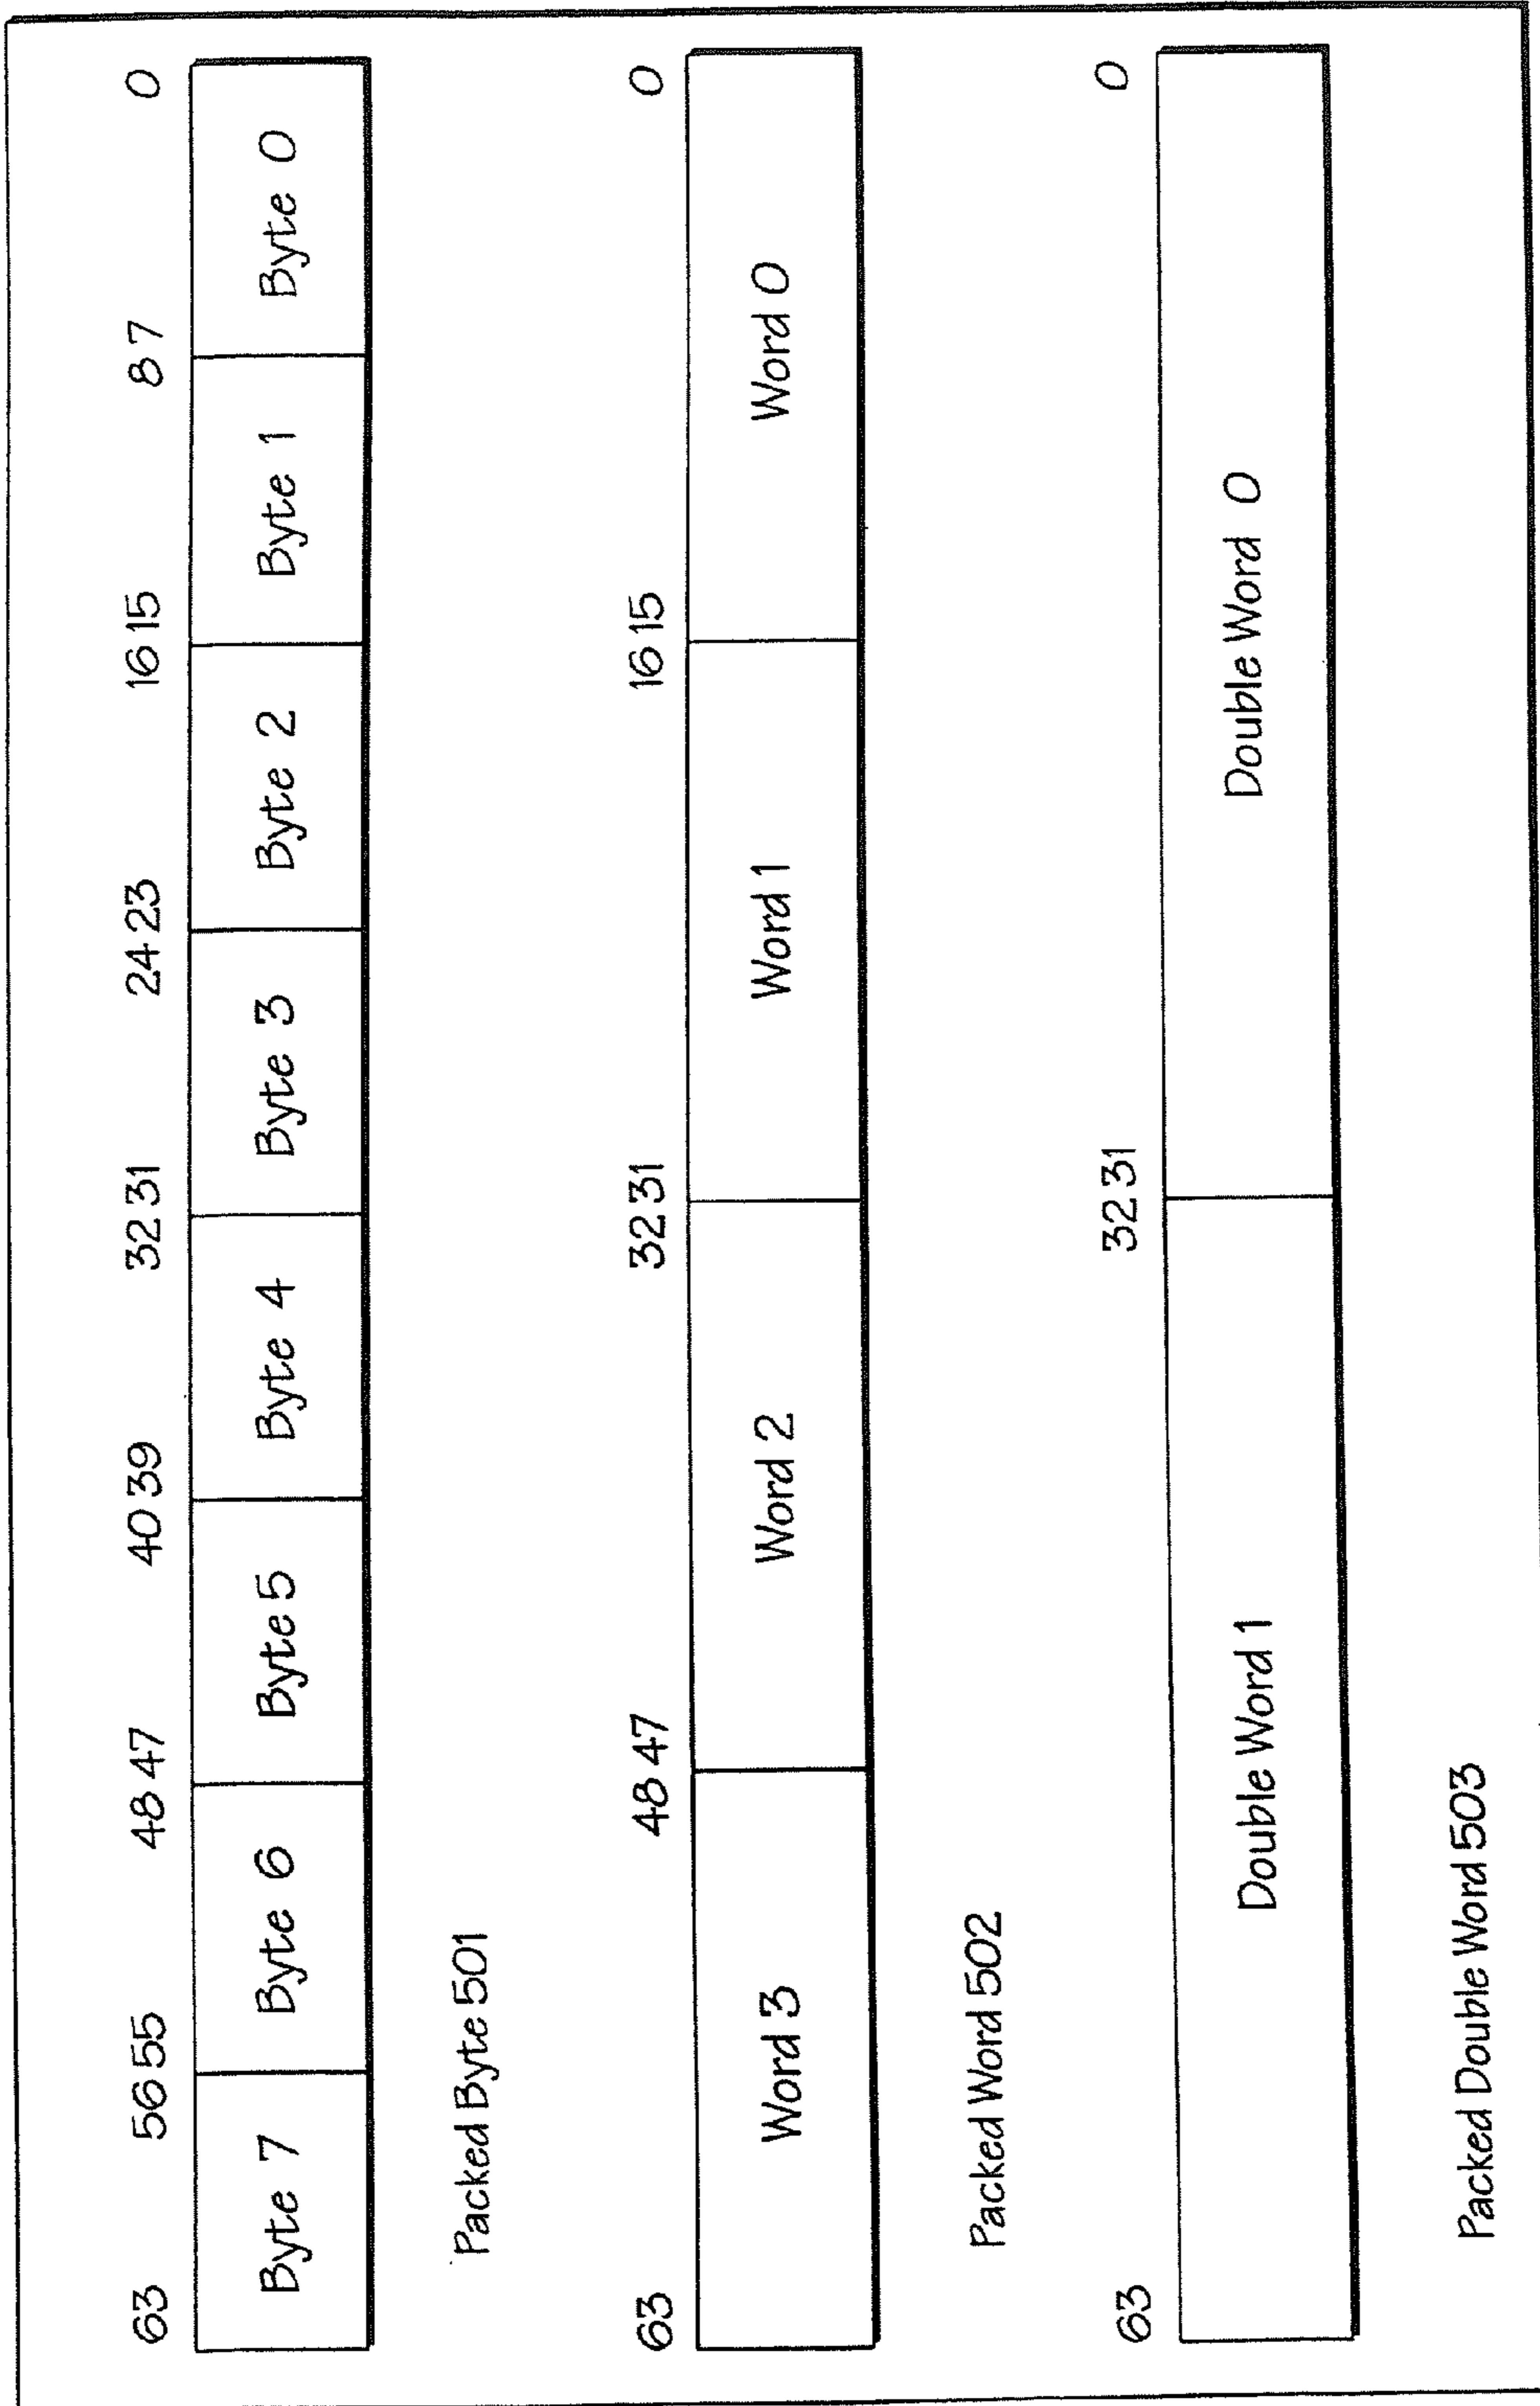 63 56 55 48 47 40 39 32 31 24 23 16 15 8 7 0
Byte 7 Byte 6 Byte 5 Byte 4 Byte 3 Byte 2 Byte 1 Byte 0
Packed Byte 501
63 48 47 32 31 16 15 0
Word 3 Word 2 Word 1 Word 0
Packed Word 502
63 32 31 0
Double Word 1 Double Word 0
Packed Double Word 503